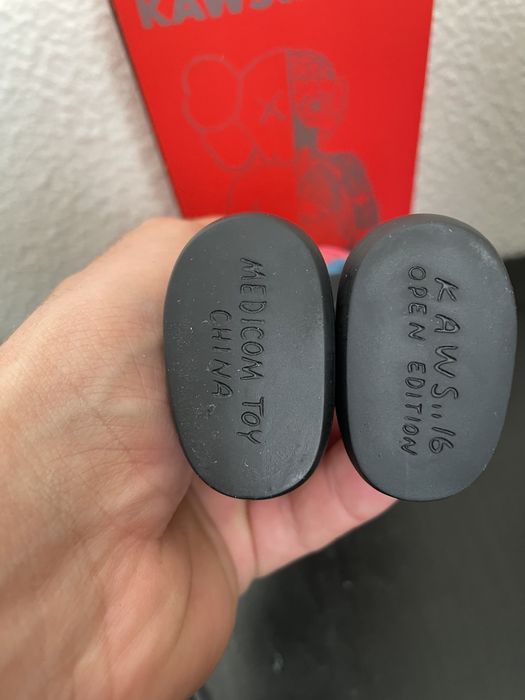 KAWS
MEDICOM TOY
CHINA
KAWS..16
OPEN EDITION